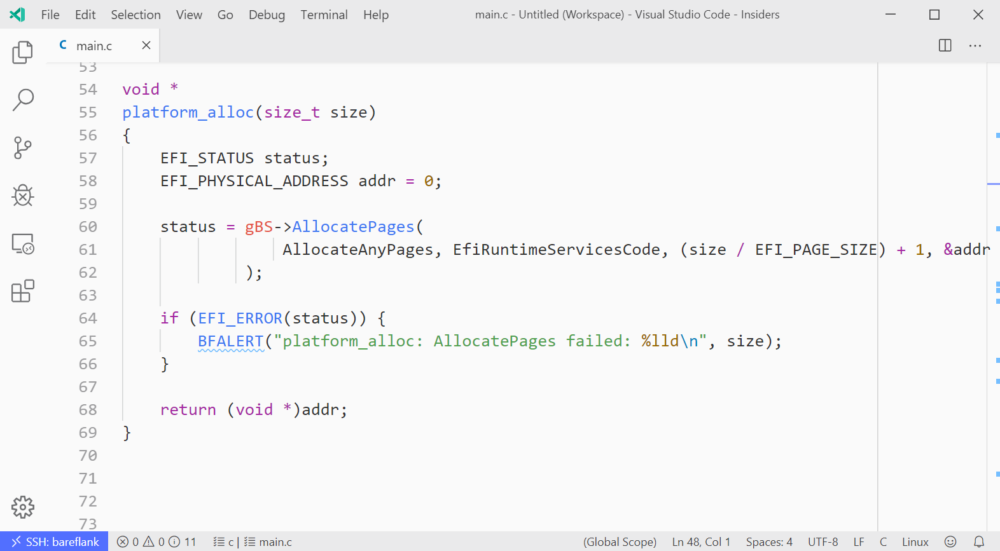 File Edit Selection View Go Debug Terminal Help main.c - Untitled (Workspace) - Visual Studio Code - Insiders
C main.c
53
54 void *
55 platform_alloc(size_t size)
56 {
57     EFI_STATUS status;
58     EFI_PHYSICAL_ADDRESS addr = 0;
59
60     status = gBS->AllocatePages(
61                  AllocateAnyPages, EfiRuntimeServicesCode, (size / EFI_PAGE_SIZE) + 1, &addr
62              );
63
64     if (EFI_ERROR(status)) {
65         BFALERT("platform_alloc: AllocatePages failed: %lld\n", size);
66     }
67
68     return (void *)addr;
69 }
70
71
72
73
SSH: bareflank 0 0 11 c | main.c (Global Scope) Ln 48, Col 1 Spaces: 4 UTF-8 LF C Linux